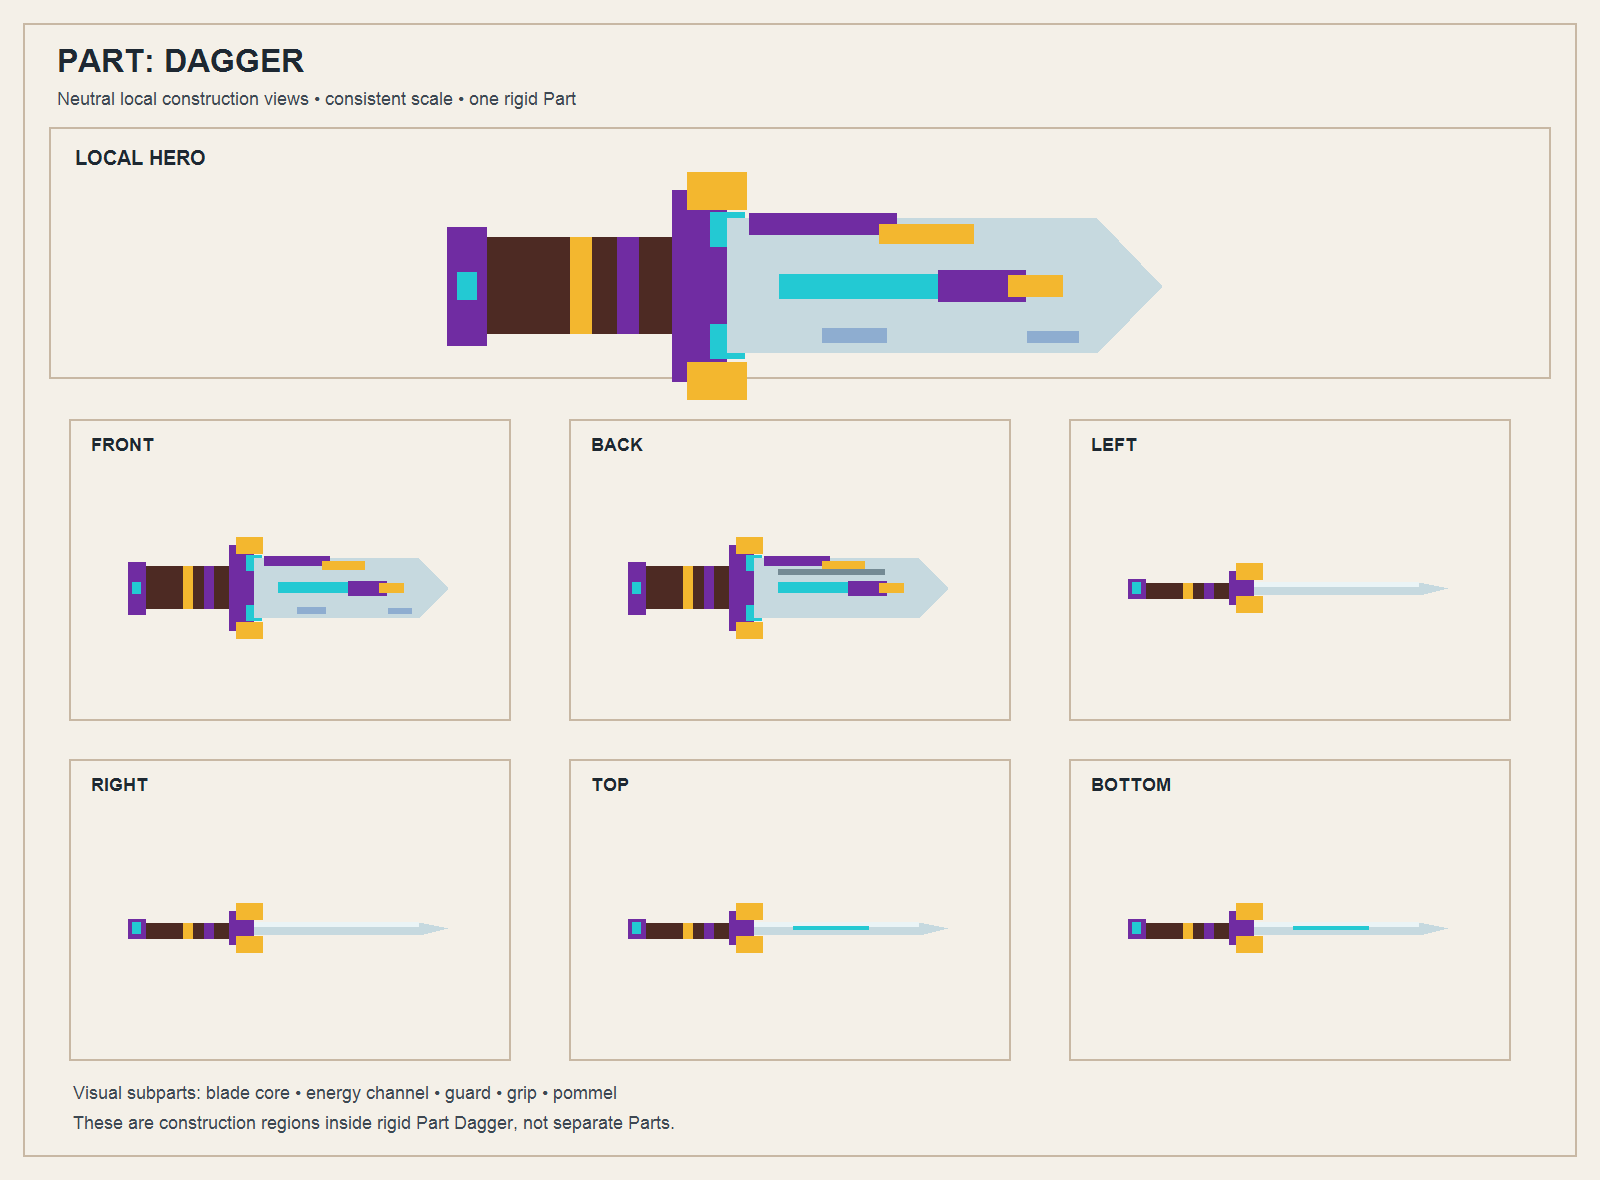 PART: DAGGER
Neutral local construction views • consistent scale • one rigid Part
LOCAL HERO
FRONT
BACK
LEFT
RIGHT
TOP
BOTTOM
Visual subparts: blade core • energy channel • guard • grip • pommel
These are construction regions inside rigid Part Dagger, not separate Parts.